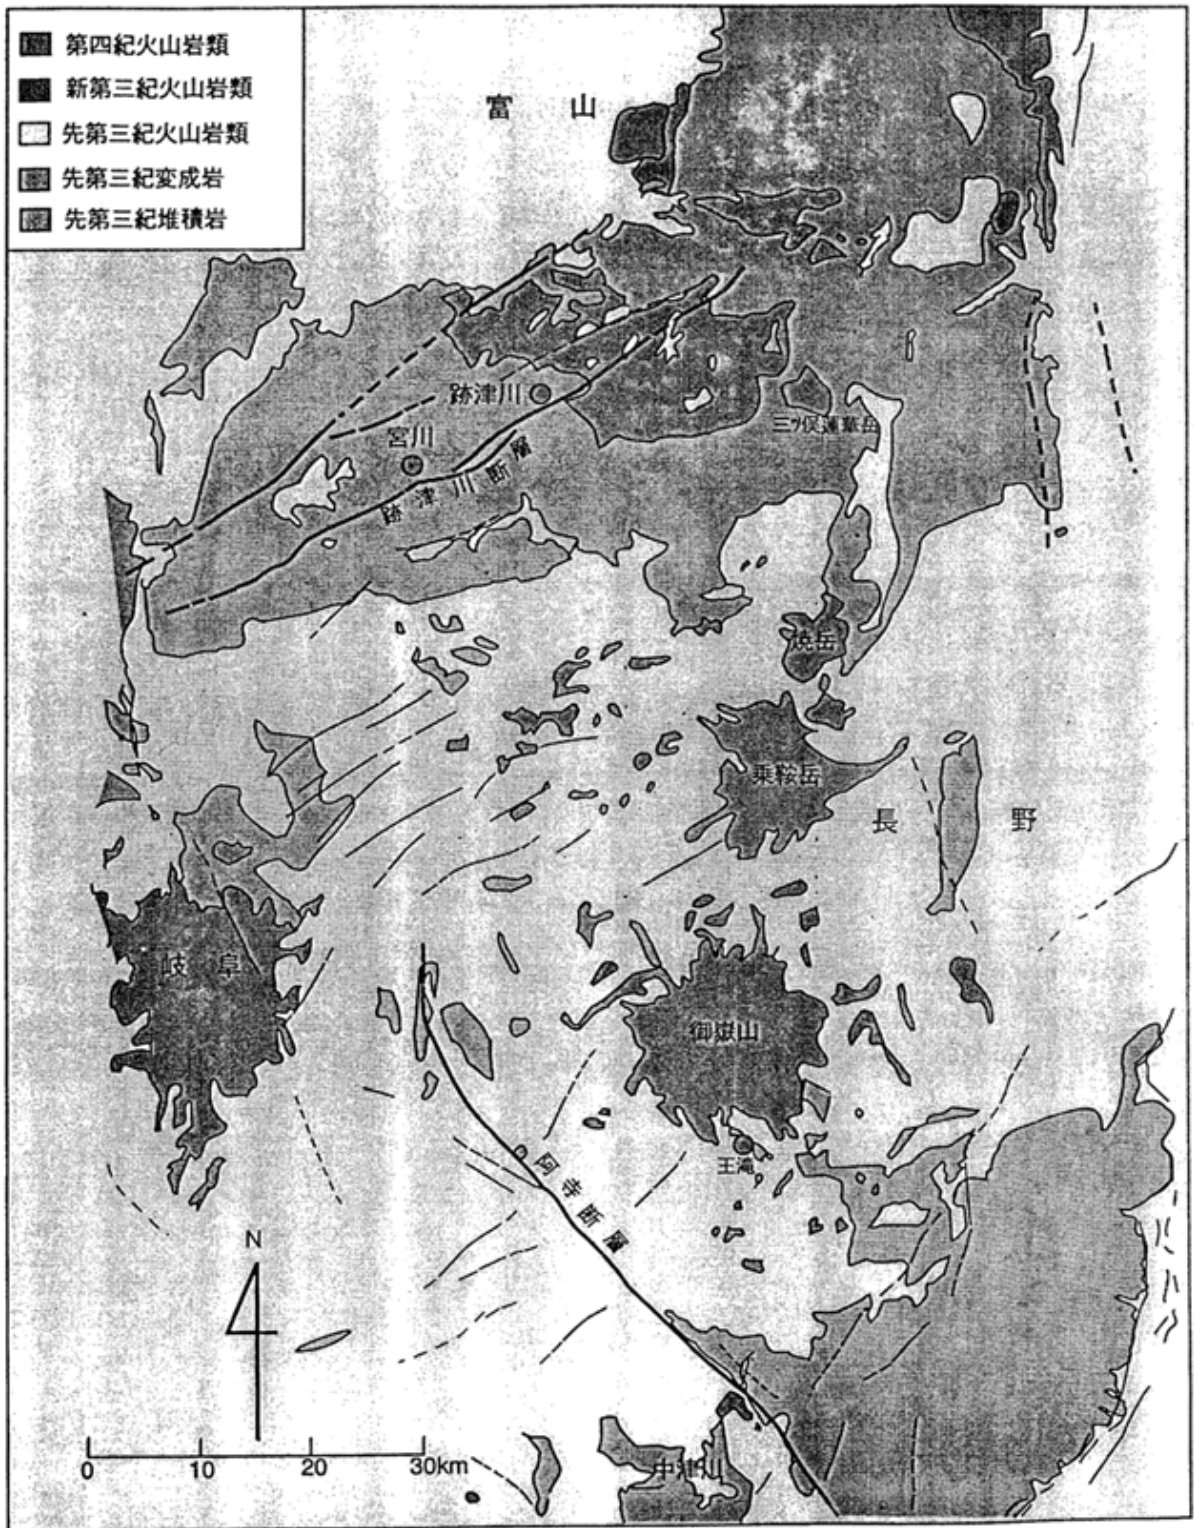 第四紀火山岩類
新第三紀火山岩類
先第三紀火山岩類
先第三紀変成岩
先第三紀堆積岩
富山
跡津川
三ツ俣蓮華岳
宮川
跡津川断層
焼岳
乗鞍岳
長野
岐阜
御嶽山
王滝
阿寺断層
N
0 10 20 30km
中津川